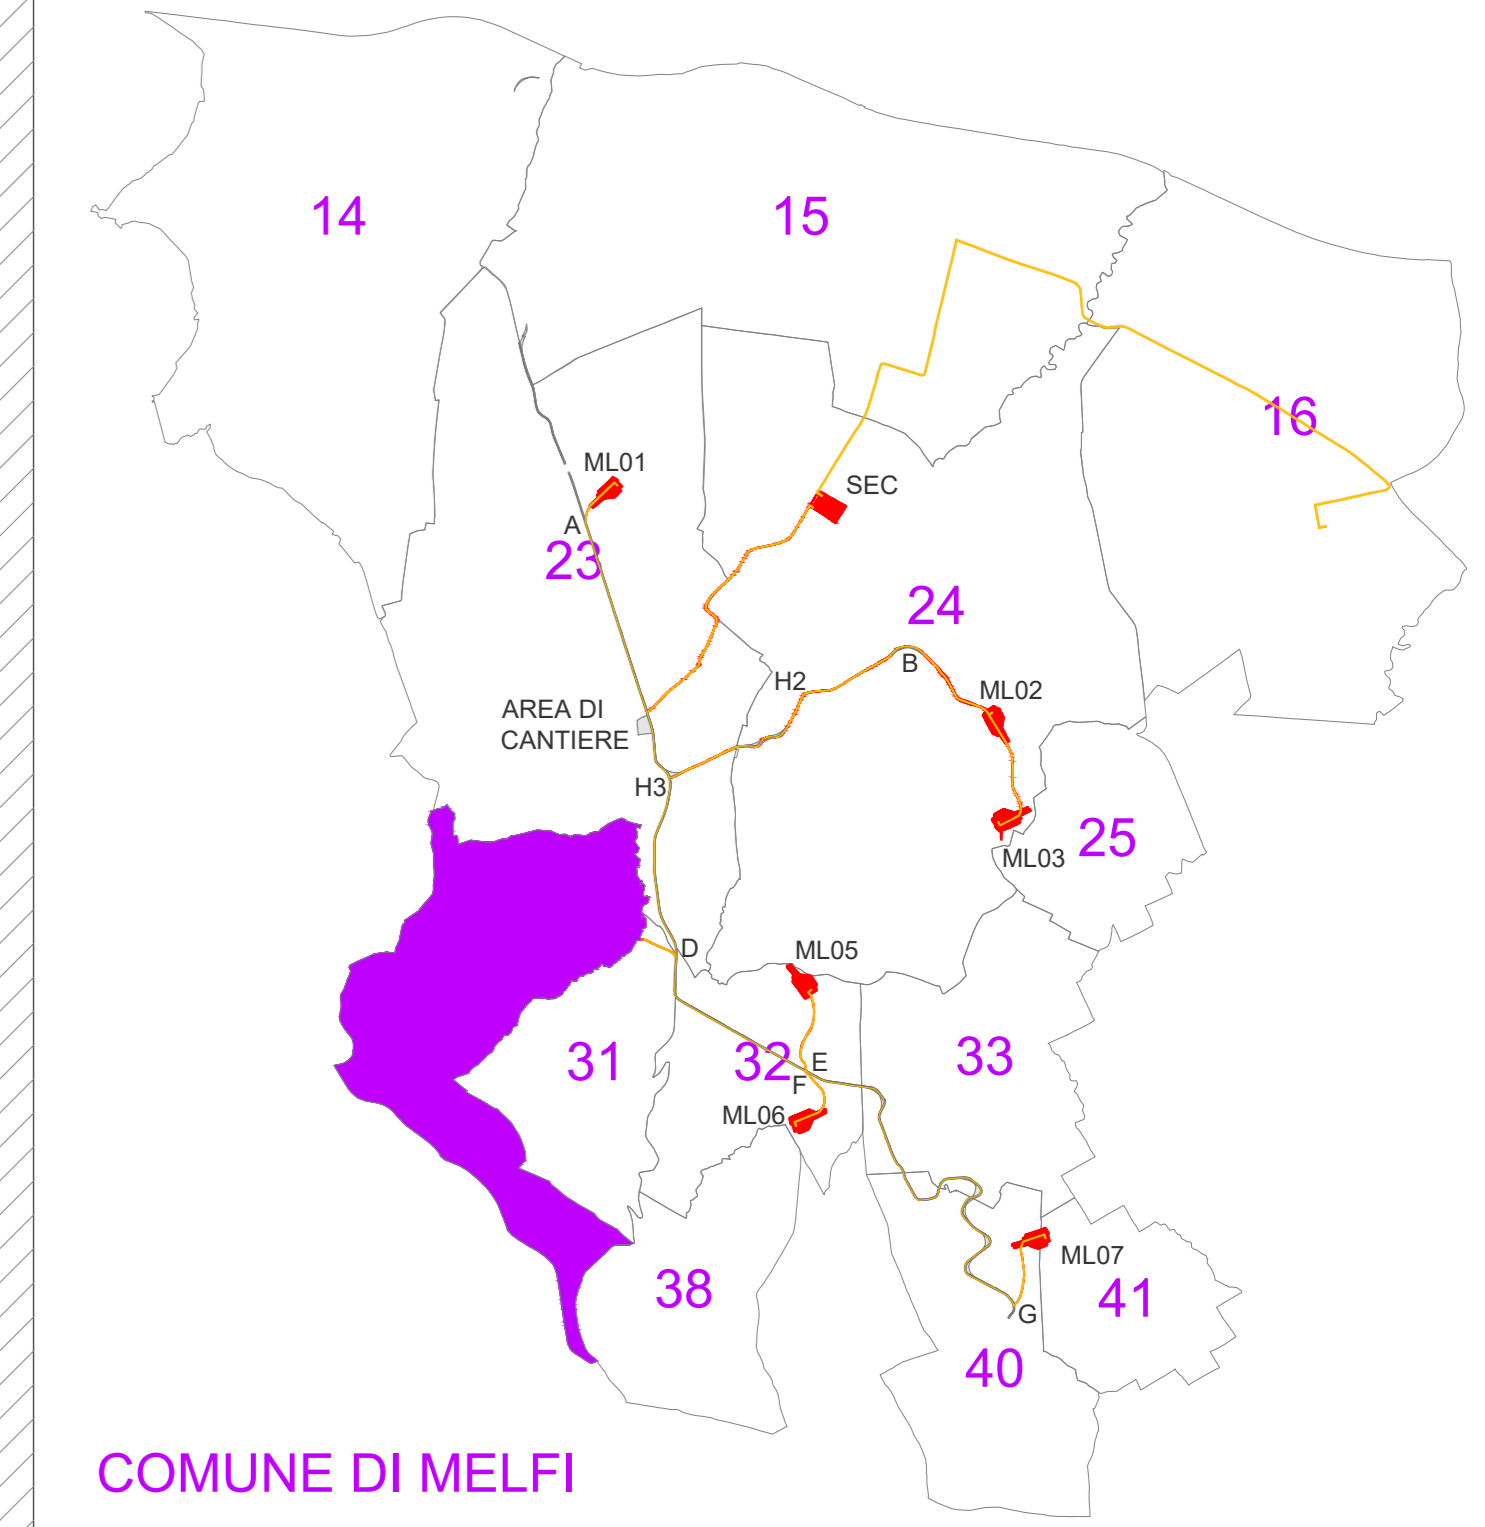 14
15
16
ML01
SEC
A
23
24
B
H2
ML02
AREA DI
CANTIERE
H3
25
ML03
D
ML05
31
32
E
33
F
ML06
ML07
38
41
G
40
COMUNE DI MELFI